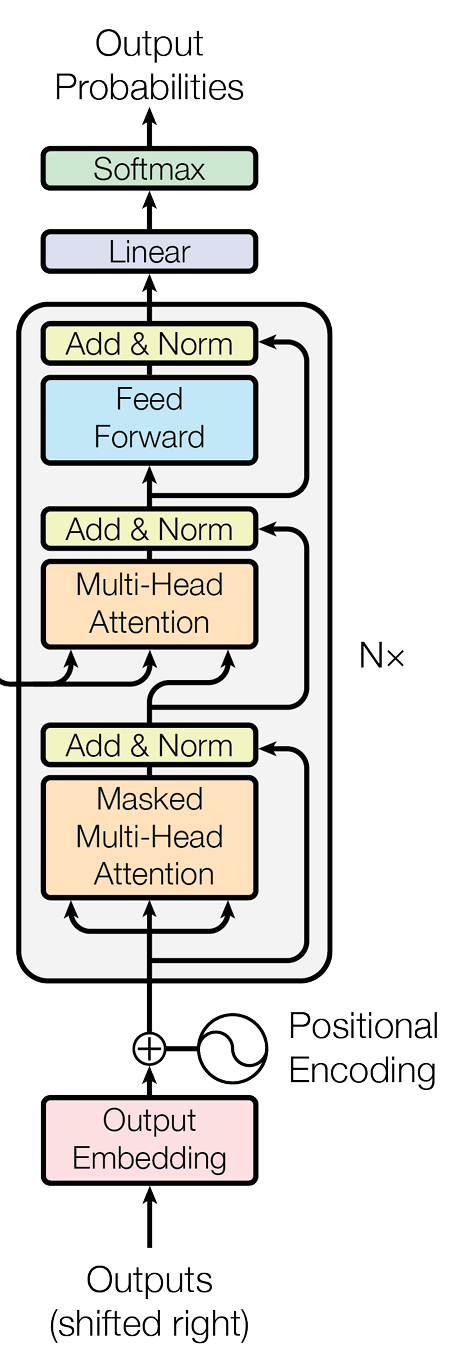 Output
Probabilities
Softmax
Linear
Add & Norm
Feed
Forward
Add & Norm
Multi-Head
Attention
N×
Add & Norm
Masked
Multi-Head
Attention
Positional
Encoding
Output
Embedding
Outputs
(shifted right)